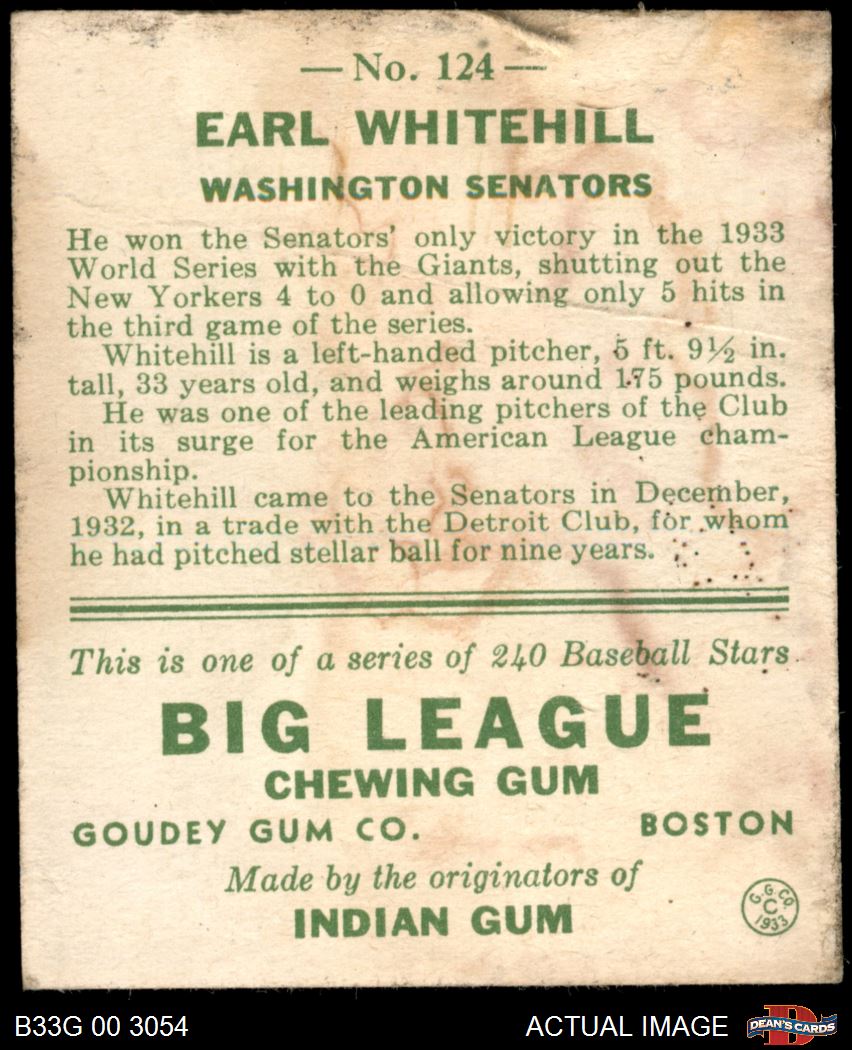 — No. 124 —
EARL WHITEHILL
WASHINGTON SENATORS
He won the Senators' only victory in the 1933
World Series with the Giants, shutting out the
New Yorkers 4 to 0 and allowing only 5 hits in
the third game of the series.
Whitehill is a left-handed pitcher, 5 ft. 9½ in.
tall, 33 years old, and weighs around 175 pounds.
He was one of the leading pitchers of the Club
in its surge for the American League cham-
pionship.
Whitehill came to the Senators in December,
1932, in a trade with the Detroit Club, for whom
he had pitched stellar ball for nine years.
This is one of a series of 240 Baseball Stars
BIG LEAGUE
CHEWING GUM
GOUDEY GUM CO. BOSTON
Made by the originators of
INDIAN GUM
G.G.CO.
C
1933
B33G 00 3054 ACTUAL IMAGE D
DEAN'S CARDS